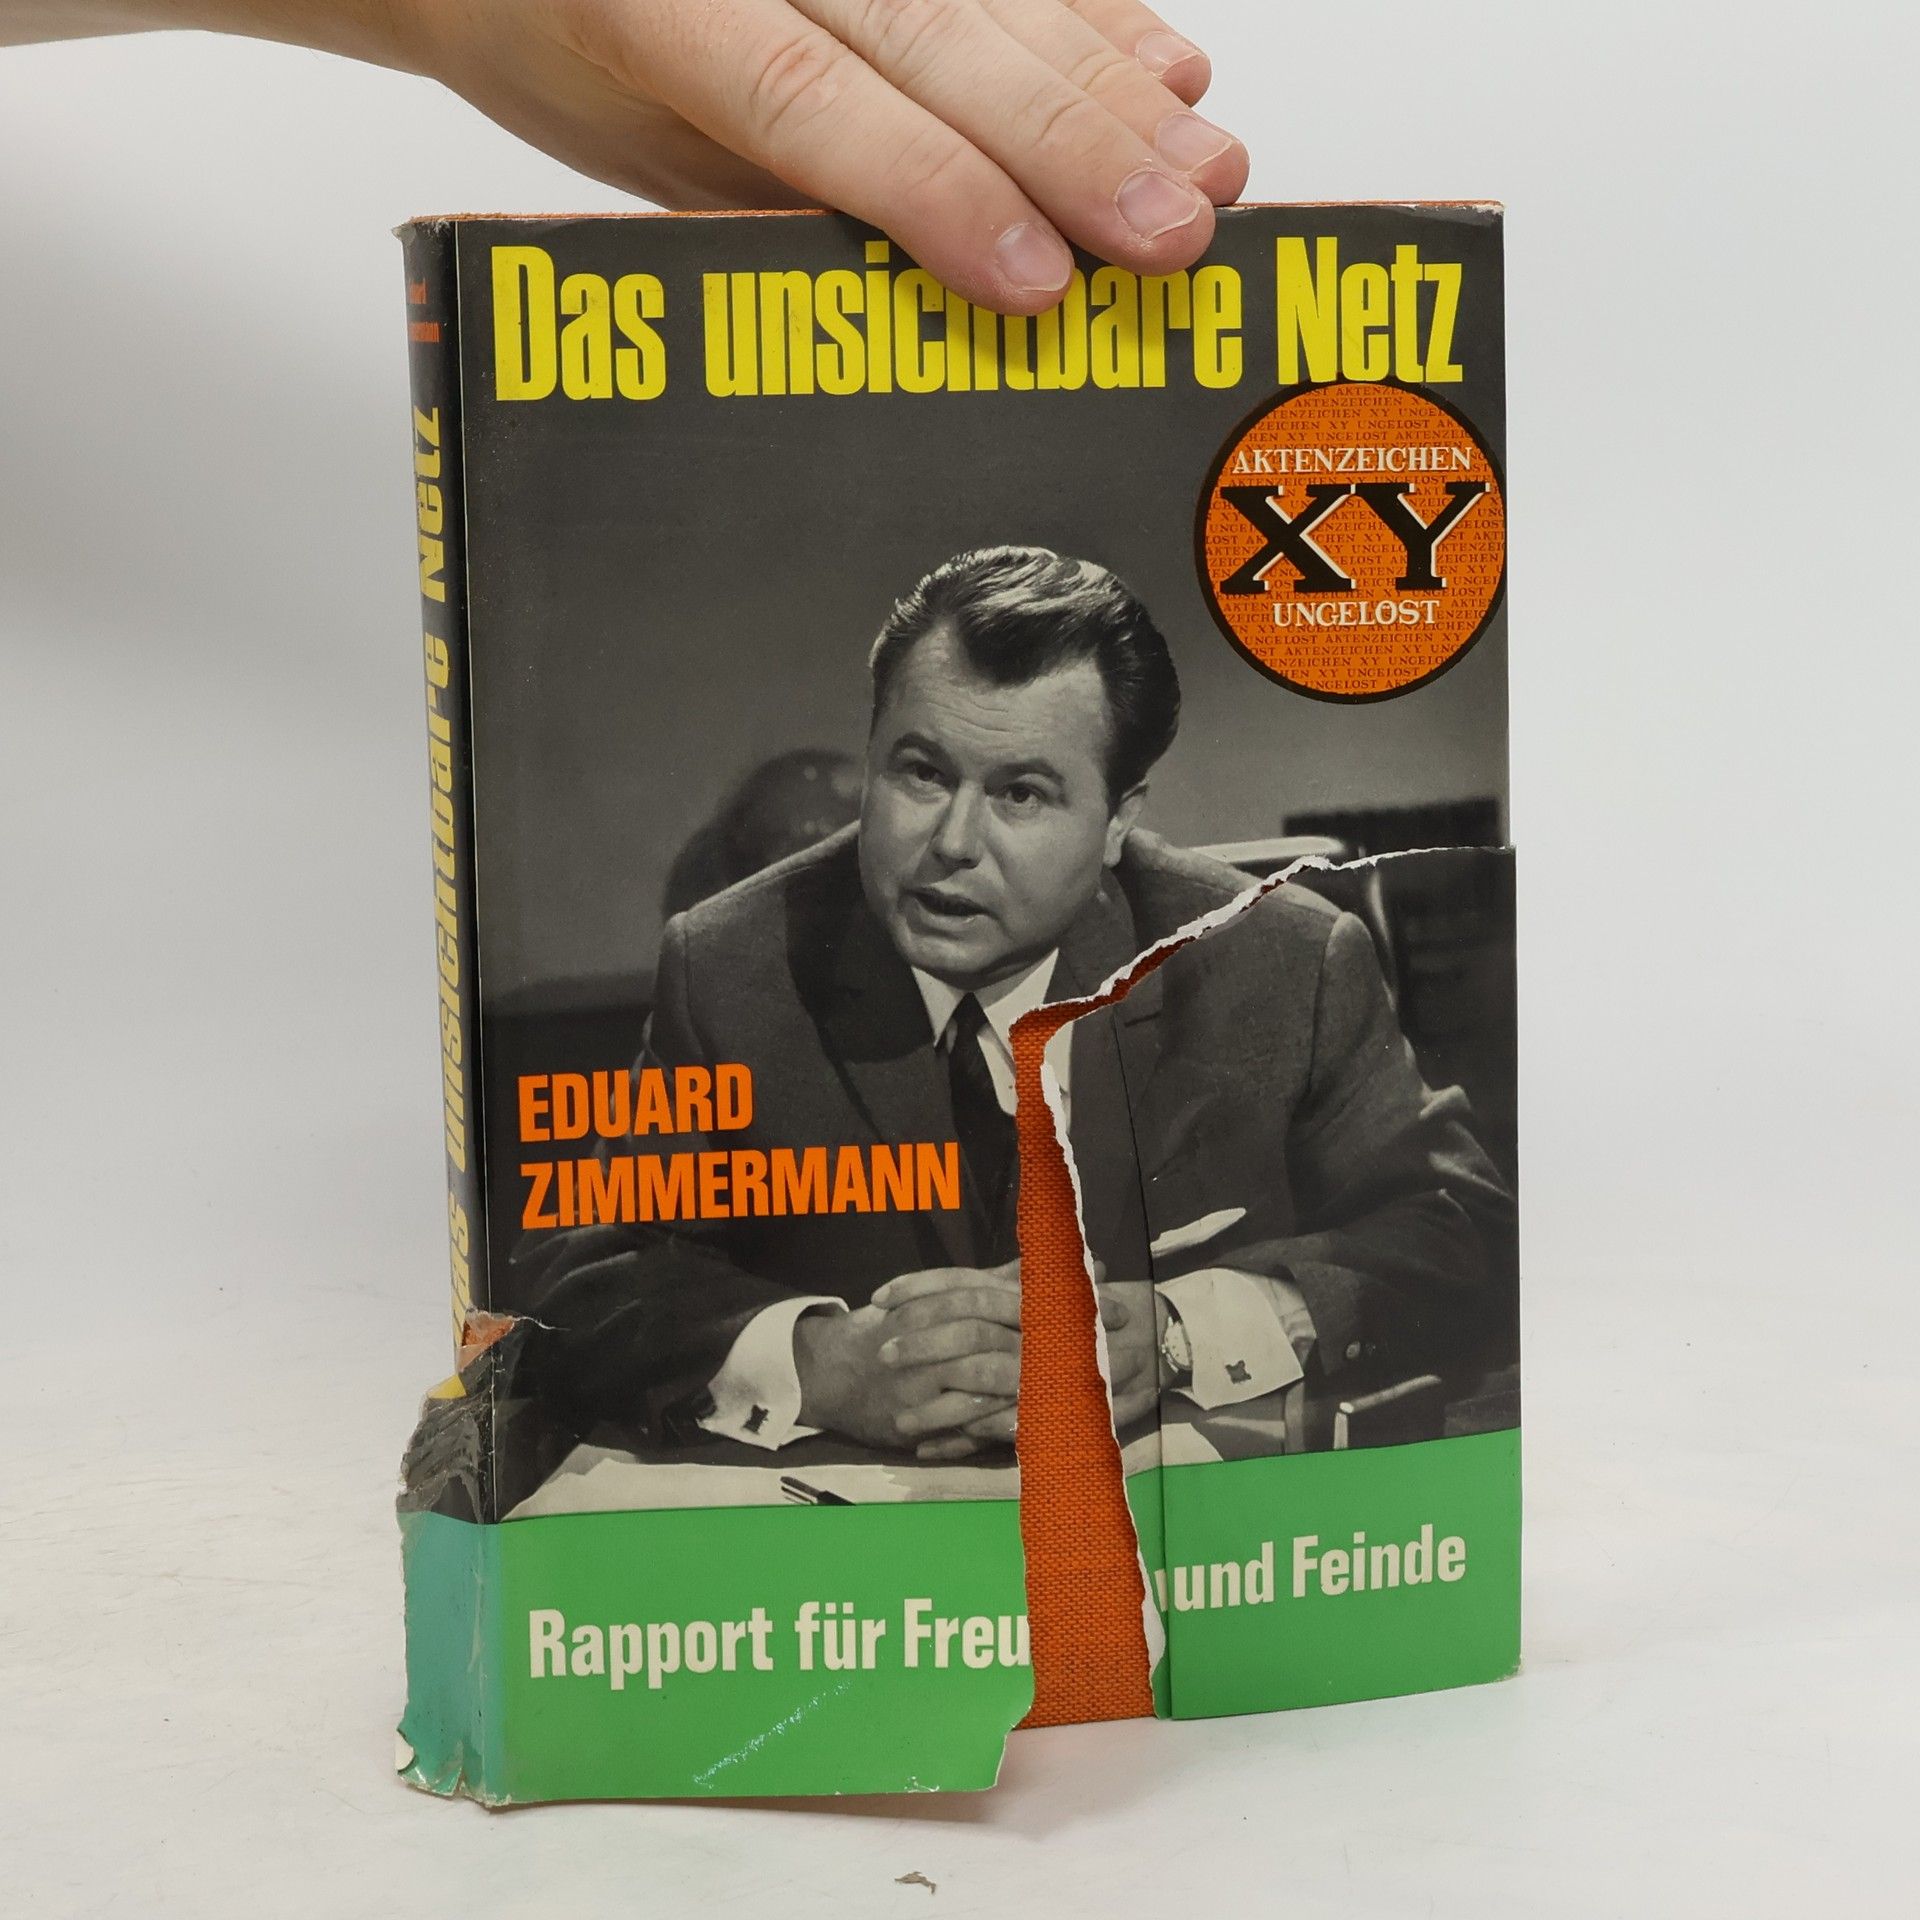 Das unsichtbare Netz
AKTENZEICHEN
XY
UNGELÖST
EDUARD
ZIMMERMANN
Rapport für Freu
und Feinde
Das unsichtbare Netz